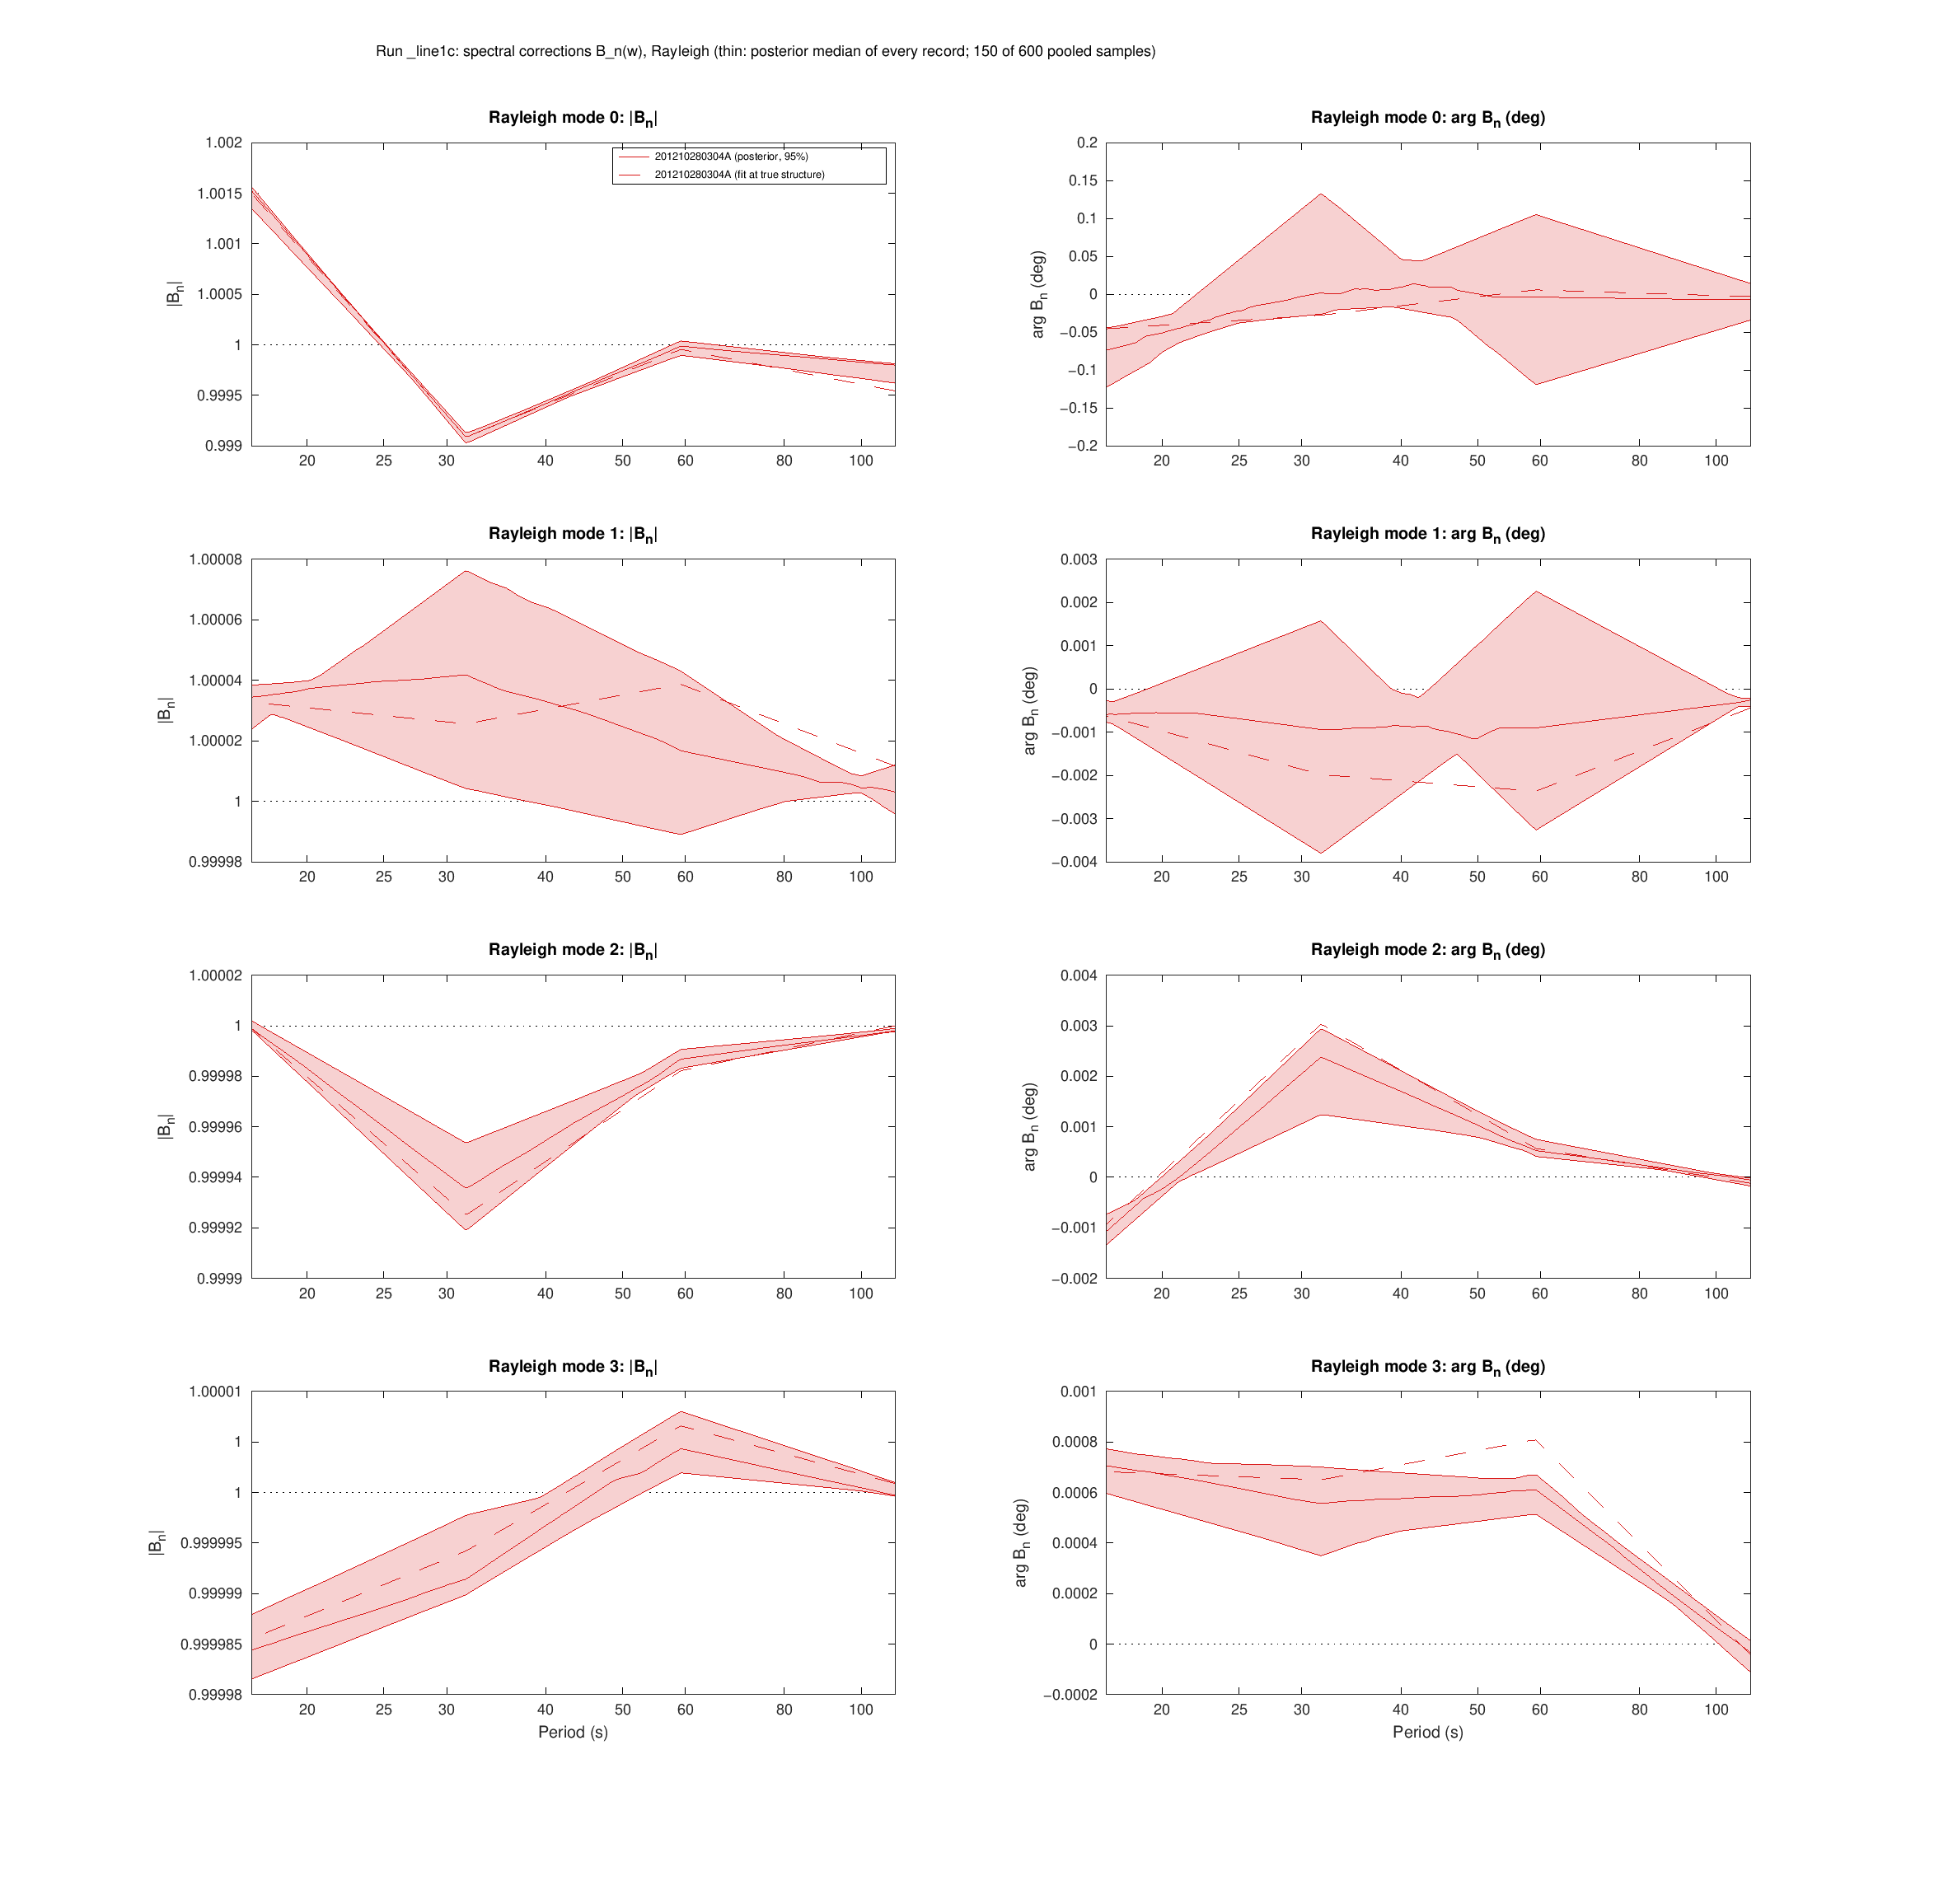 Run _line1c: spectral corrections B_n(w), Rayleigh (thin: posterior median of every record; 150 of 600 pooled samples)
Rayleigh mode 0: |Bn|
1.002
1.0015
1.001
1.0005
1
0.9995
0.999
|Bn|
201210280304A (posterior, 95%)
201210280304A (fit at true structure)
20 25 30 40 50 60 80 100
Rayleigh mode 0: arg Bn (deg)
0.2
0.15
0.1
0.05
0
−0.05
−0.1
−0.15
−0.2
arg Bn (deg)
20 25 30 40 50 60 80 100
Rayleigh mode 1: |Bn|
1.00008
1.00006
1.00004
1.00002
1
0.99998
|Bn|
20 25 30 40 50 60 80 100
Rayleigh mode 1: arg Bn (deg)
0.003
0.002
0.001
0
−0.001
−0.002
−0.003
−0.004
arg Bn (deg)
20 25 30 40 50 60 80 100
Rayleigh mode 2: |Bn|
1.00002
1
0.99998
0.99996
0.99994
0.99992
0.9999
|Bn|
20 25 30 40 50 60 80 100
Rayleigh mode 2: arg Bn (deg)
0.004
0.003
0.002
0.001
0
−0.001
−0.002
arg Bn (deg)
20 25 30 40 50 60 80 100
Rayleigh mode 3: |Bn|
1.00001
1
1
0.999995
0.99999
0.999985
0.99998
|Bn|
20 25 30 40 50 60 80 100
Period (s)
Rayleigh mode 3: arg Bn (deg)
0.001
0.0008
0.0006
0.0004
0.0002
0
−0.0002
arg Bn (deg)
20 25 30 40 50 60 80 100
Period (s)